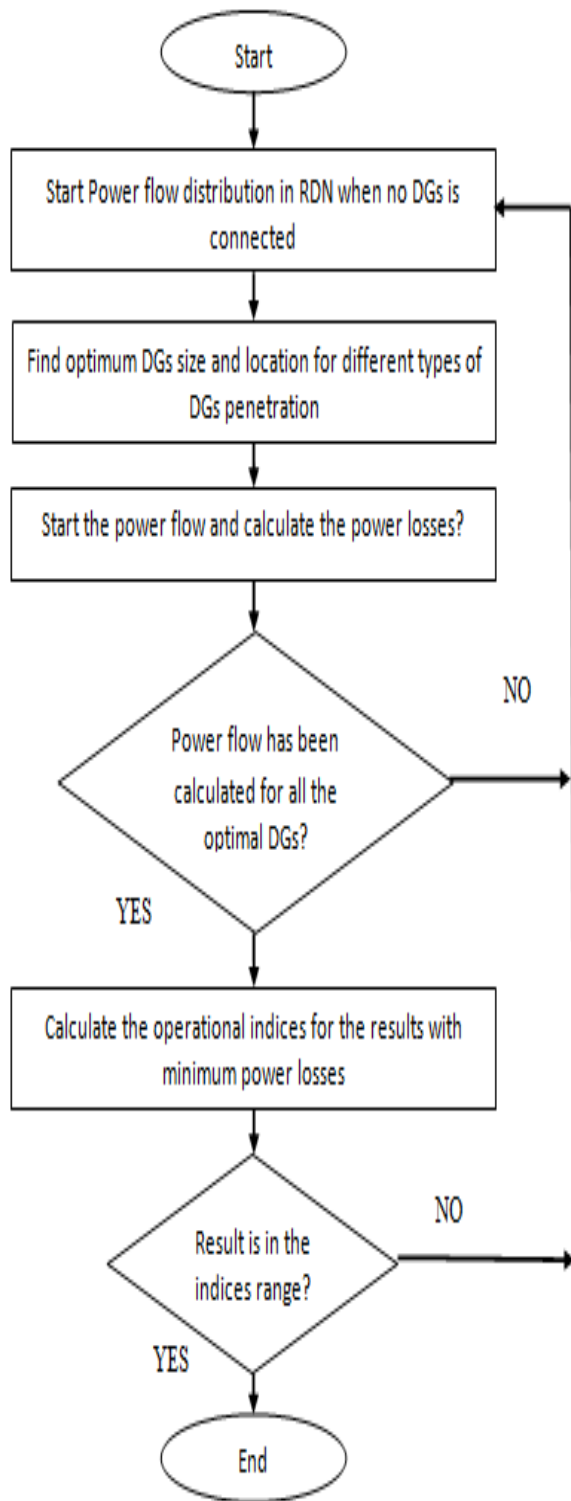 Start
Start Power flow distribution in RDN when no DGs is
connected
Find optimum DGs size and location for different types of
DGs penetration
Start the power flow and calculate the power losses?
NO
Power flow has been
calculated for all the
optimal DGs?
YES
Calculate the operational indices for the results with
minimum power losses
NO
Result is in the
indices range?
YES
End